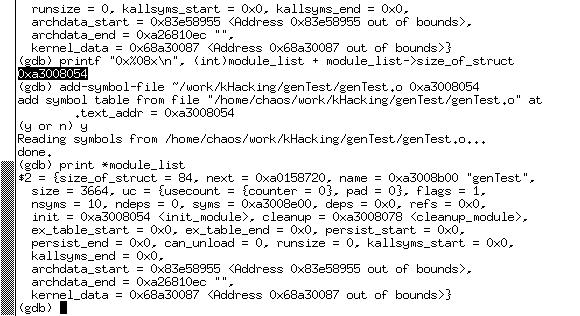 runsize = 0, kallsyms_start = 0x0, kallsyms_end = 0x0,
archdata_start = 0x83e58955 <Address 0x83e58955 out of bounds>,
archdata_end = 0xa26810ec "",
kernel_data = 0x68a30087 <Address 0x68a30087 out of bounds>}
(gdb) printf "0x%08x\n", (int)module_list + module_list->size_of_struct
0xa3008054
(gdb) add-symbol-file ~/work/kHacking/genTest/genTest.o 0xa3008054
add symbol table from file "/home/chaos/work/kHacking/genTest/genTest.o" at
.text_addr = 0xa3008054
(y or n) y
Reading symbols from /home/chaos/work/kHacking/genTest/genTest.o...
done.
(gdb) print *module_list
#2 = {size_of_struct = 84, next = 0xa0158720, name = 0xa3008b00 "genTest",
size = 3664, uc = {usecount = {counter = 0}, pad = 0}, flags = 1,
nsyms = 10, ndeps = 0, syms = 0xa3008e00, deps = 0x0, refs = 0x0,
init = 0xa3008054 <init_module>, cleanup = 0xa3008078 <cleanup_module>,
ex_table_start = 0x0, ex_table_end = 0x0, persist_start = 0x0,
persist_end = 0x0, can_unload = 0, runsize = 0, kallsyms_start = 0x0,
kallsyms_end = 0x0,
archdata_start = 0x83e58955 <Address 0x83e58955 out of bounds>,
archdata_end = 0xa26810ec "",
kernel_data = 0x68a30087 <Address 0x68a30087 out of bounds>}
(gdb)